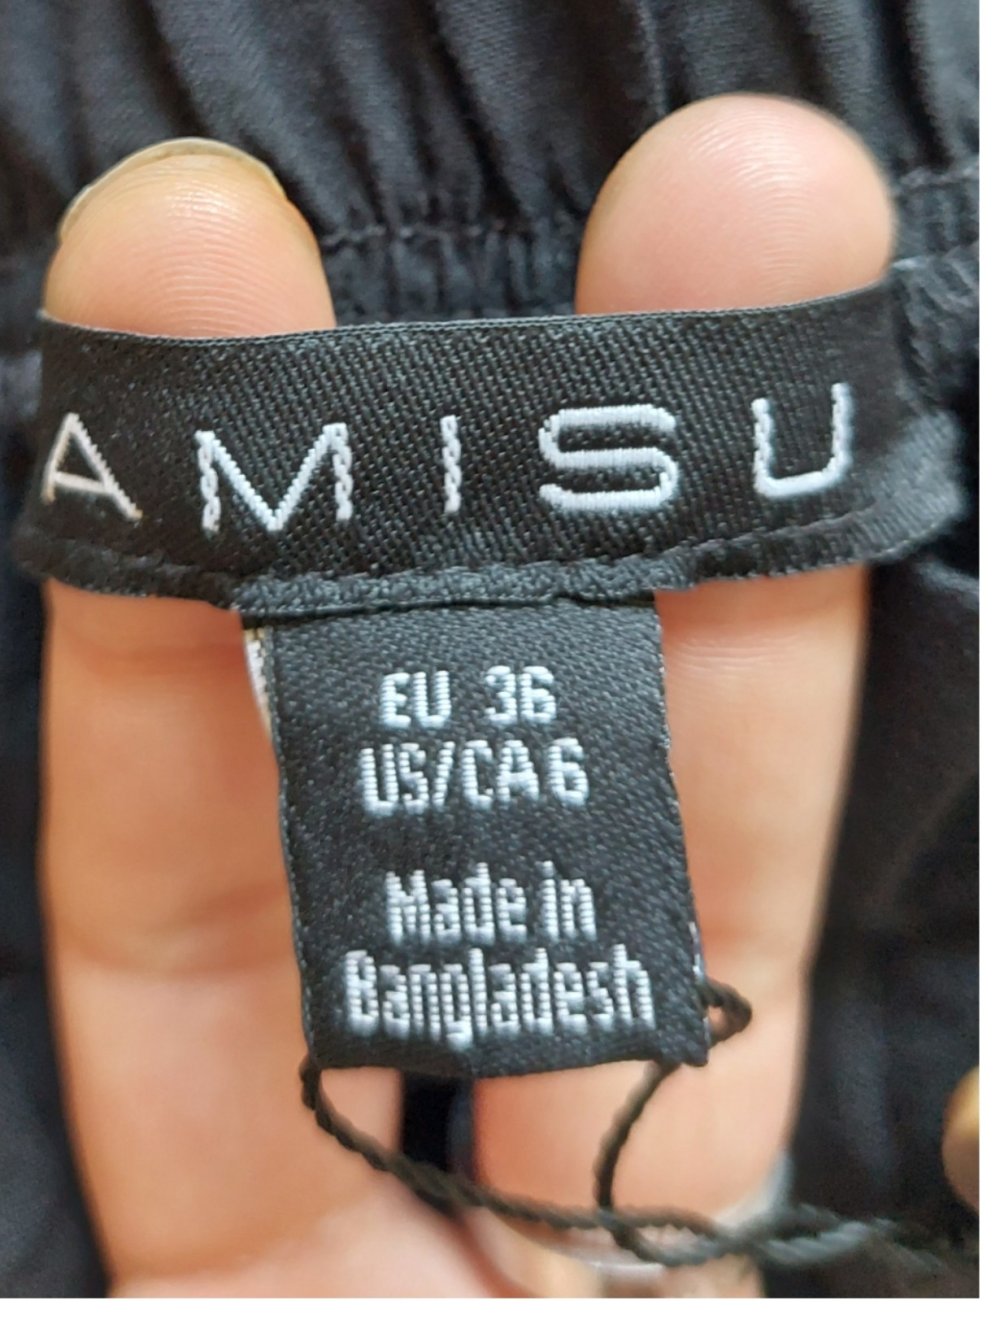 AMISU
EU 36
US/CA 6
Made in
Bangladesh